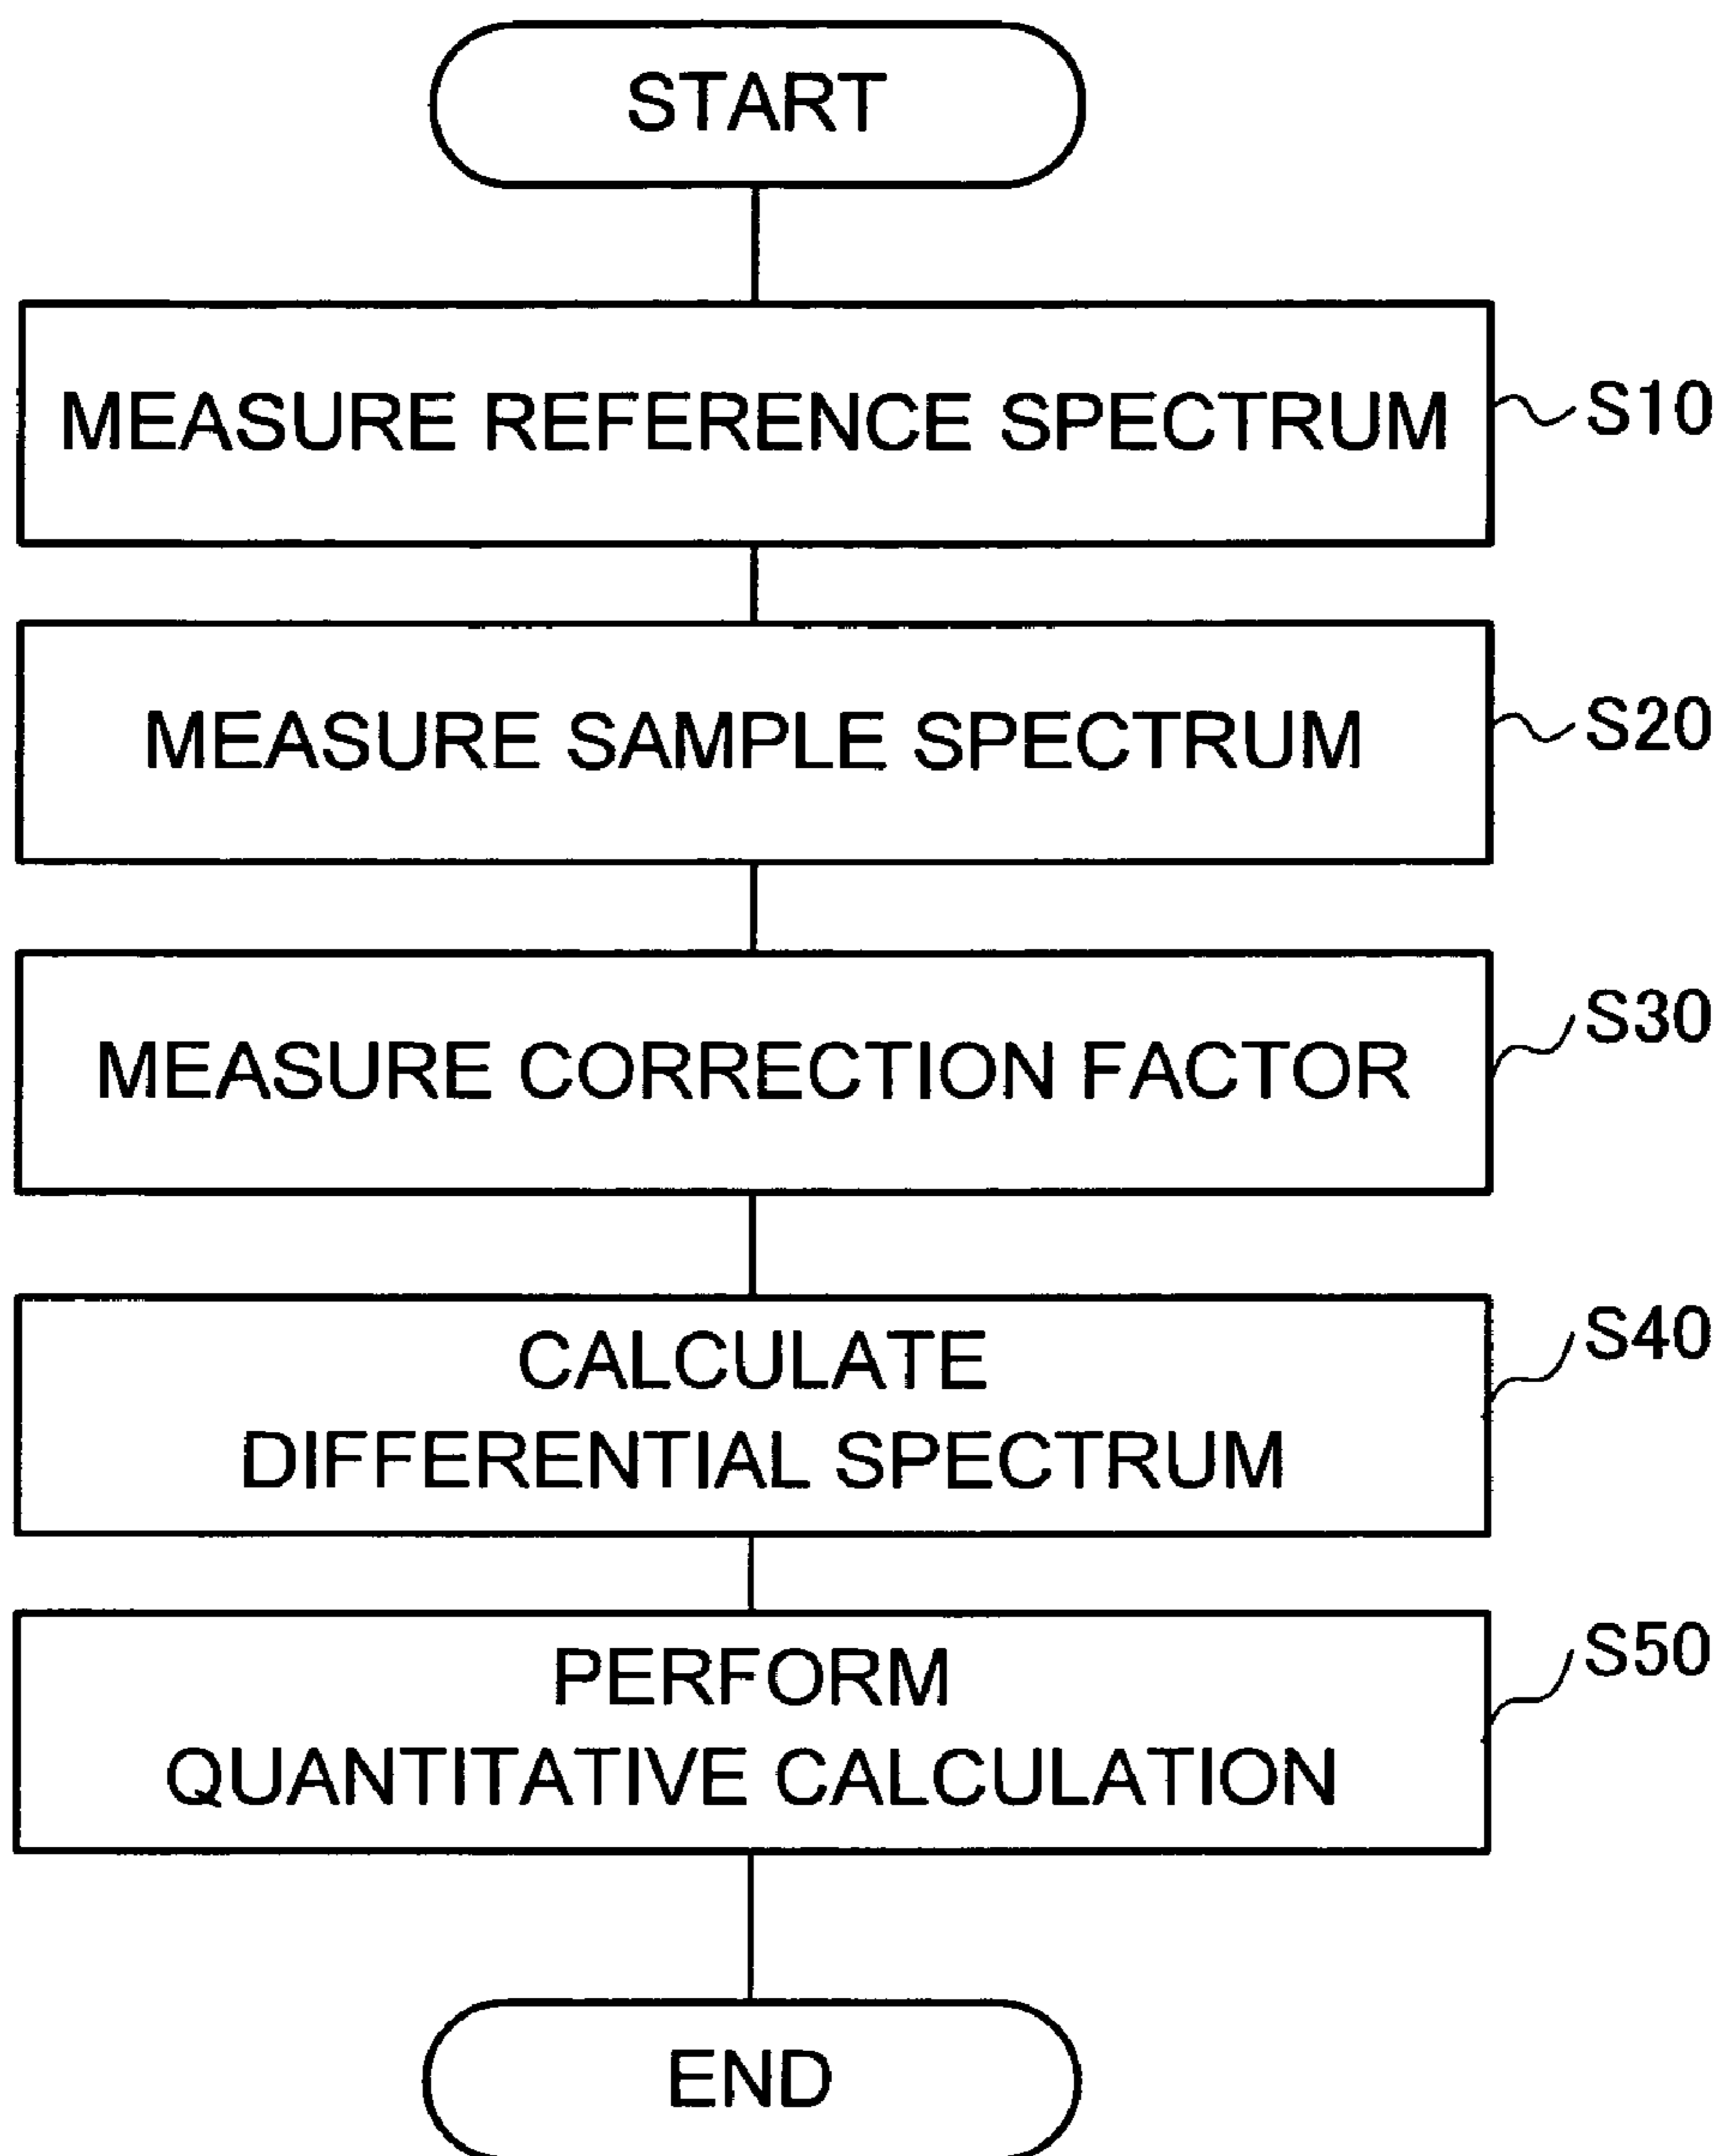 START
MEASURE REFERENCE SPECTRUM
S10
MEASURE SAMPLE SPECTRUM
S20
MEASURE CORRECTION FACTOR
S30
CALCULATE
DIFFERENTIAL SPECTRUM
S40
PERFORM
QUANTITATIVE CALCULATION
S50
END